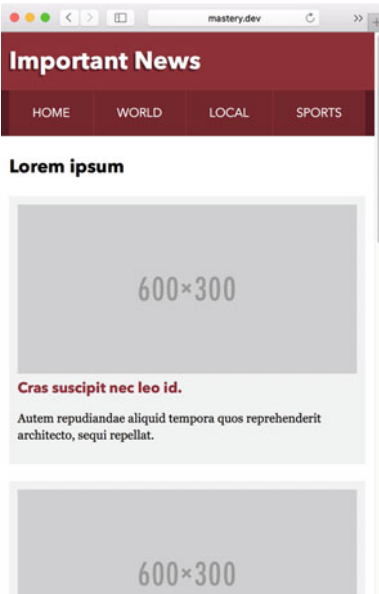 mastery.dev
Important News
HOME WORLD LOCAL SPORTS
Lorem ipsum
600×300
Cras suscipit nec leo id.
Autem repudiandae aliquid tempora quos reprehenderit
architecto, sequi repellat.
600×300